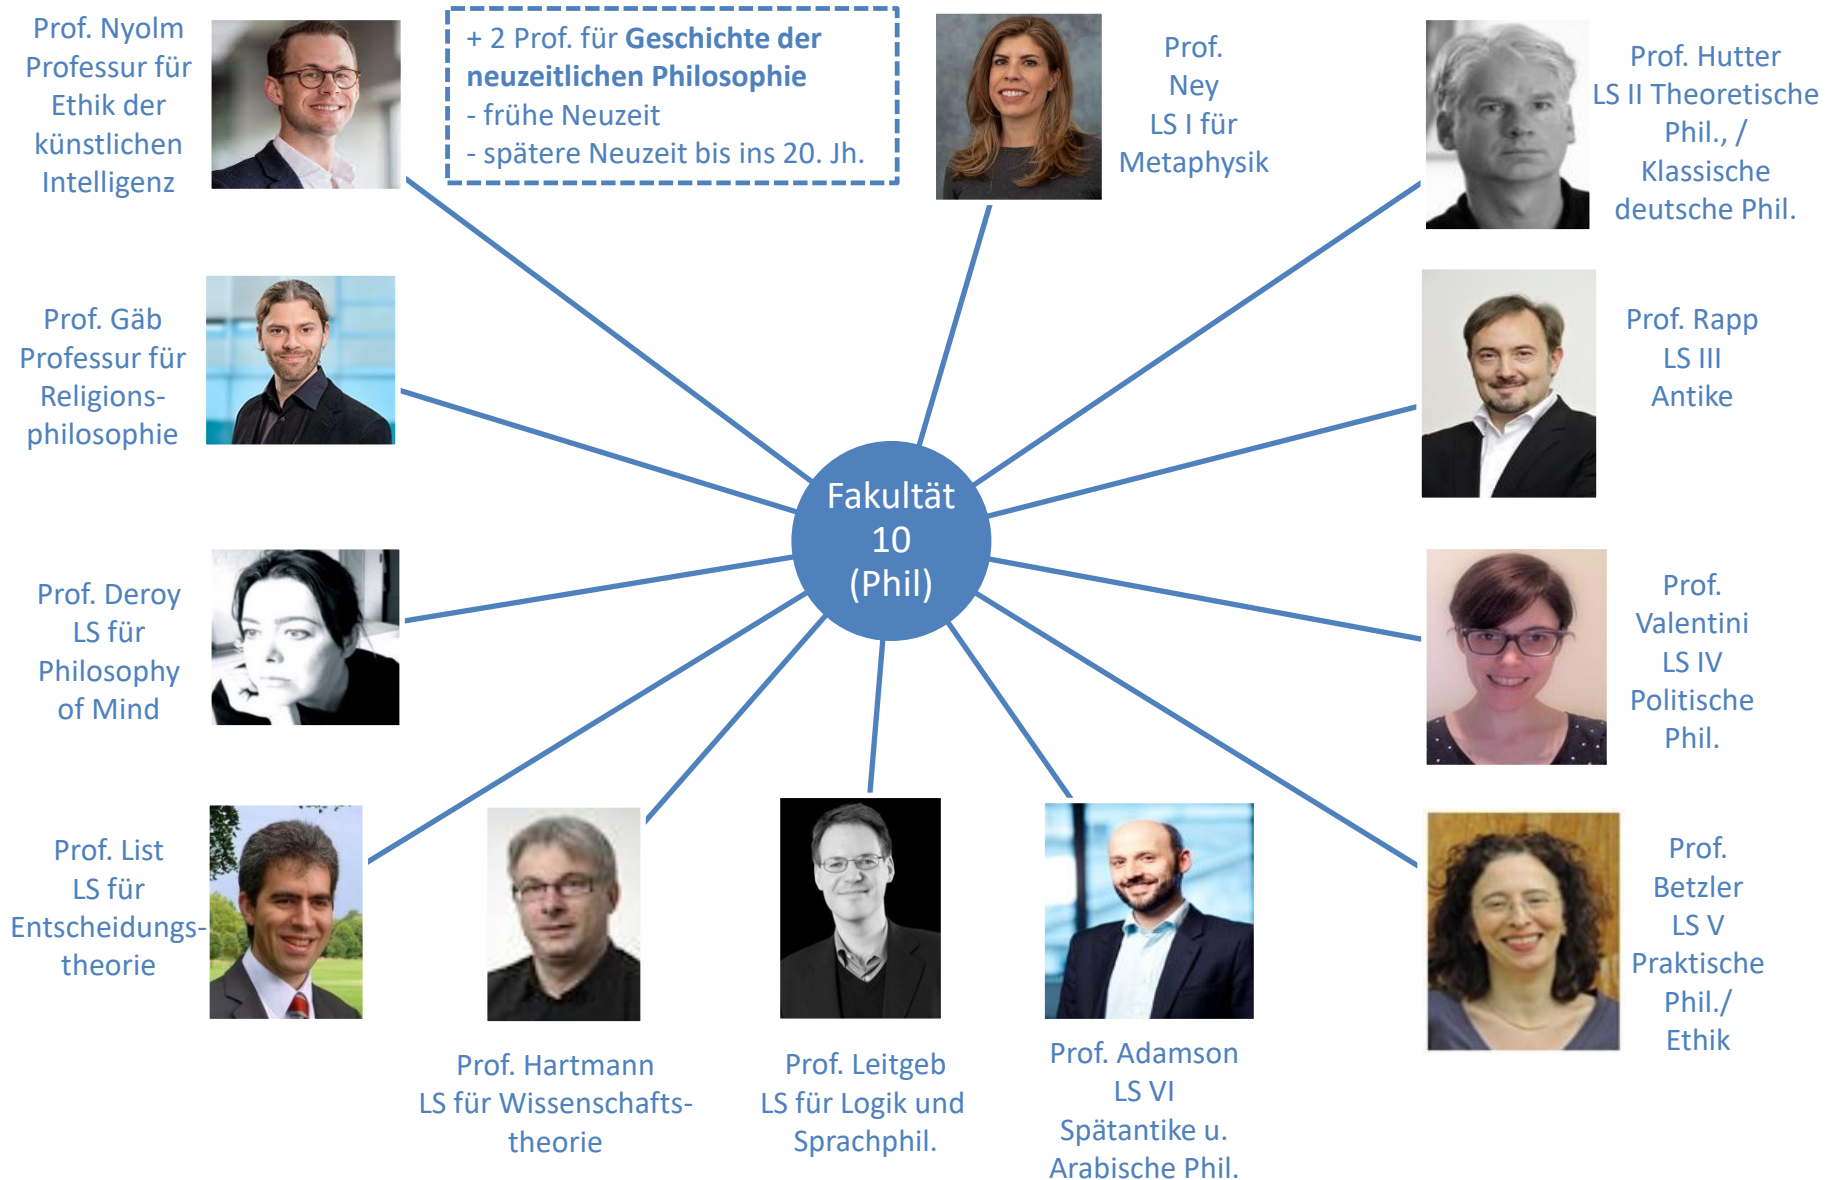 Prof. Nyolm
Professur für
Ethik der
künstlichen
Intelligenz
+ 2 Prof. für Geschichte der
neuzeitlichen Philosophie
- frühe Neuzeit
- spätere Neuzeit bis ins 20. Jh.
Prof.
Ney
LS I für
Metaphysik
Prof. Hutter
LS II Theoretische
Phil., /
Klassische
deutsche Phil.
Prof. Gäb
Professur für
Religions-
philosophie
Prof. Rapp
LS III
Antike
Fakultät
10
(Phil)
Prof. Deroy
LS für
Philosophy
of Mind
Prof.
Valentini
LS IV
Politische
Phil.
Prof. List
LS für
Entscheidungs-
theorie
Prof.
Betzler
LS V
Praktische
Phil./
Ethik
Prof. Hartmann
LS für Wissenschafts-
theorie
Prof. Leitgeb
LS für Logik und
Sprachphil.
Prof. Adamson
LS VI
Spätantike u.
Arabische Phil.